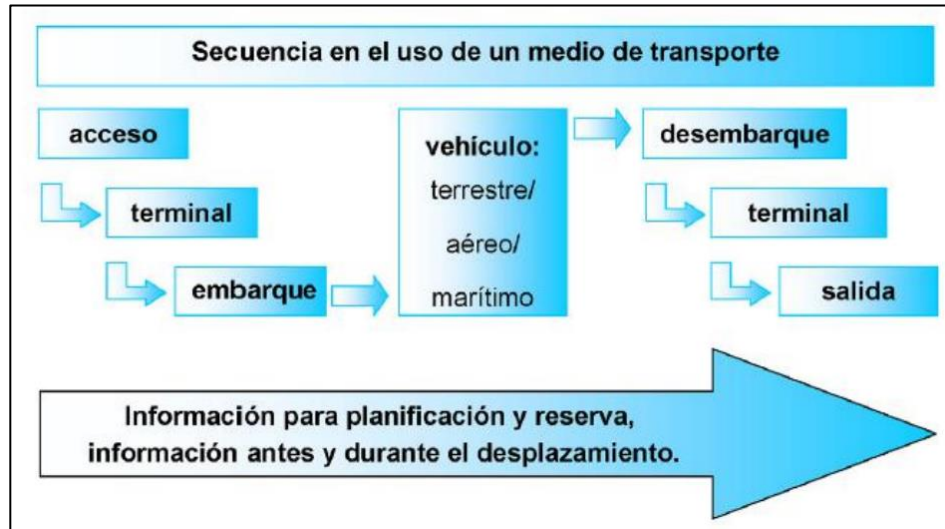 Secuencia en el uso de un medio de transporte
acceso
terminal
embarque
vehículo:
terrestre/
aéreo/
marítimo
desembarque
terminal
salida
Información para planificación y reserva,
información antes y durante el desplazamiento.